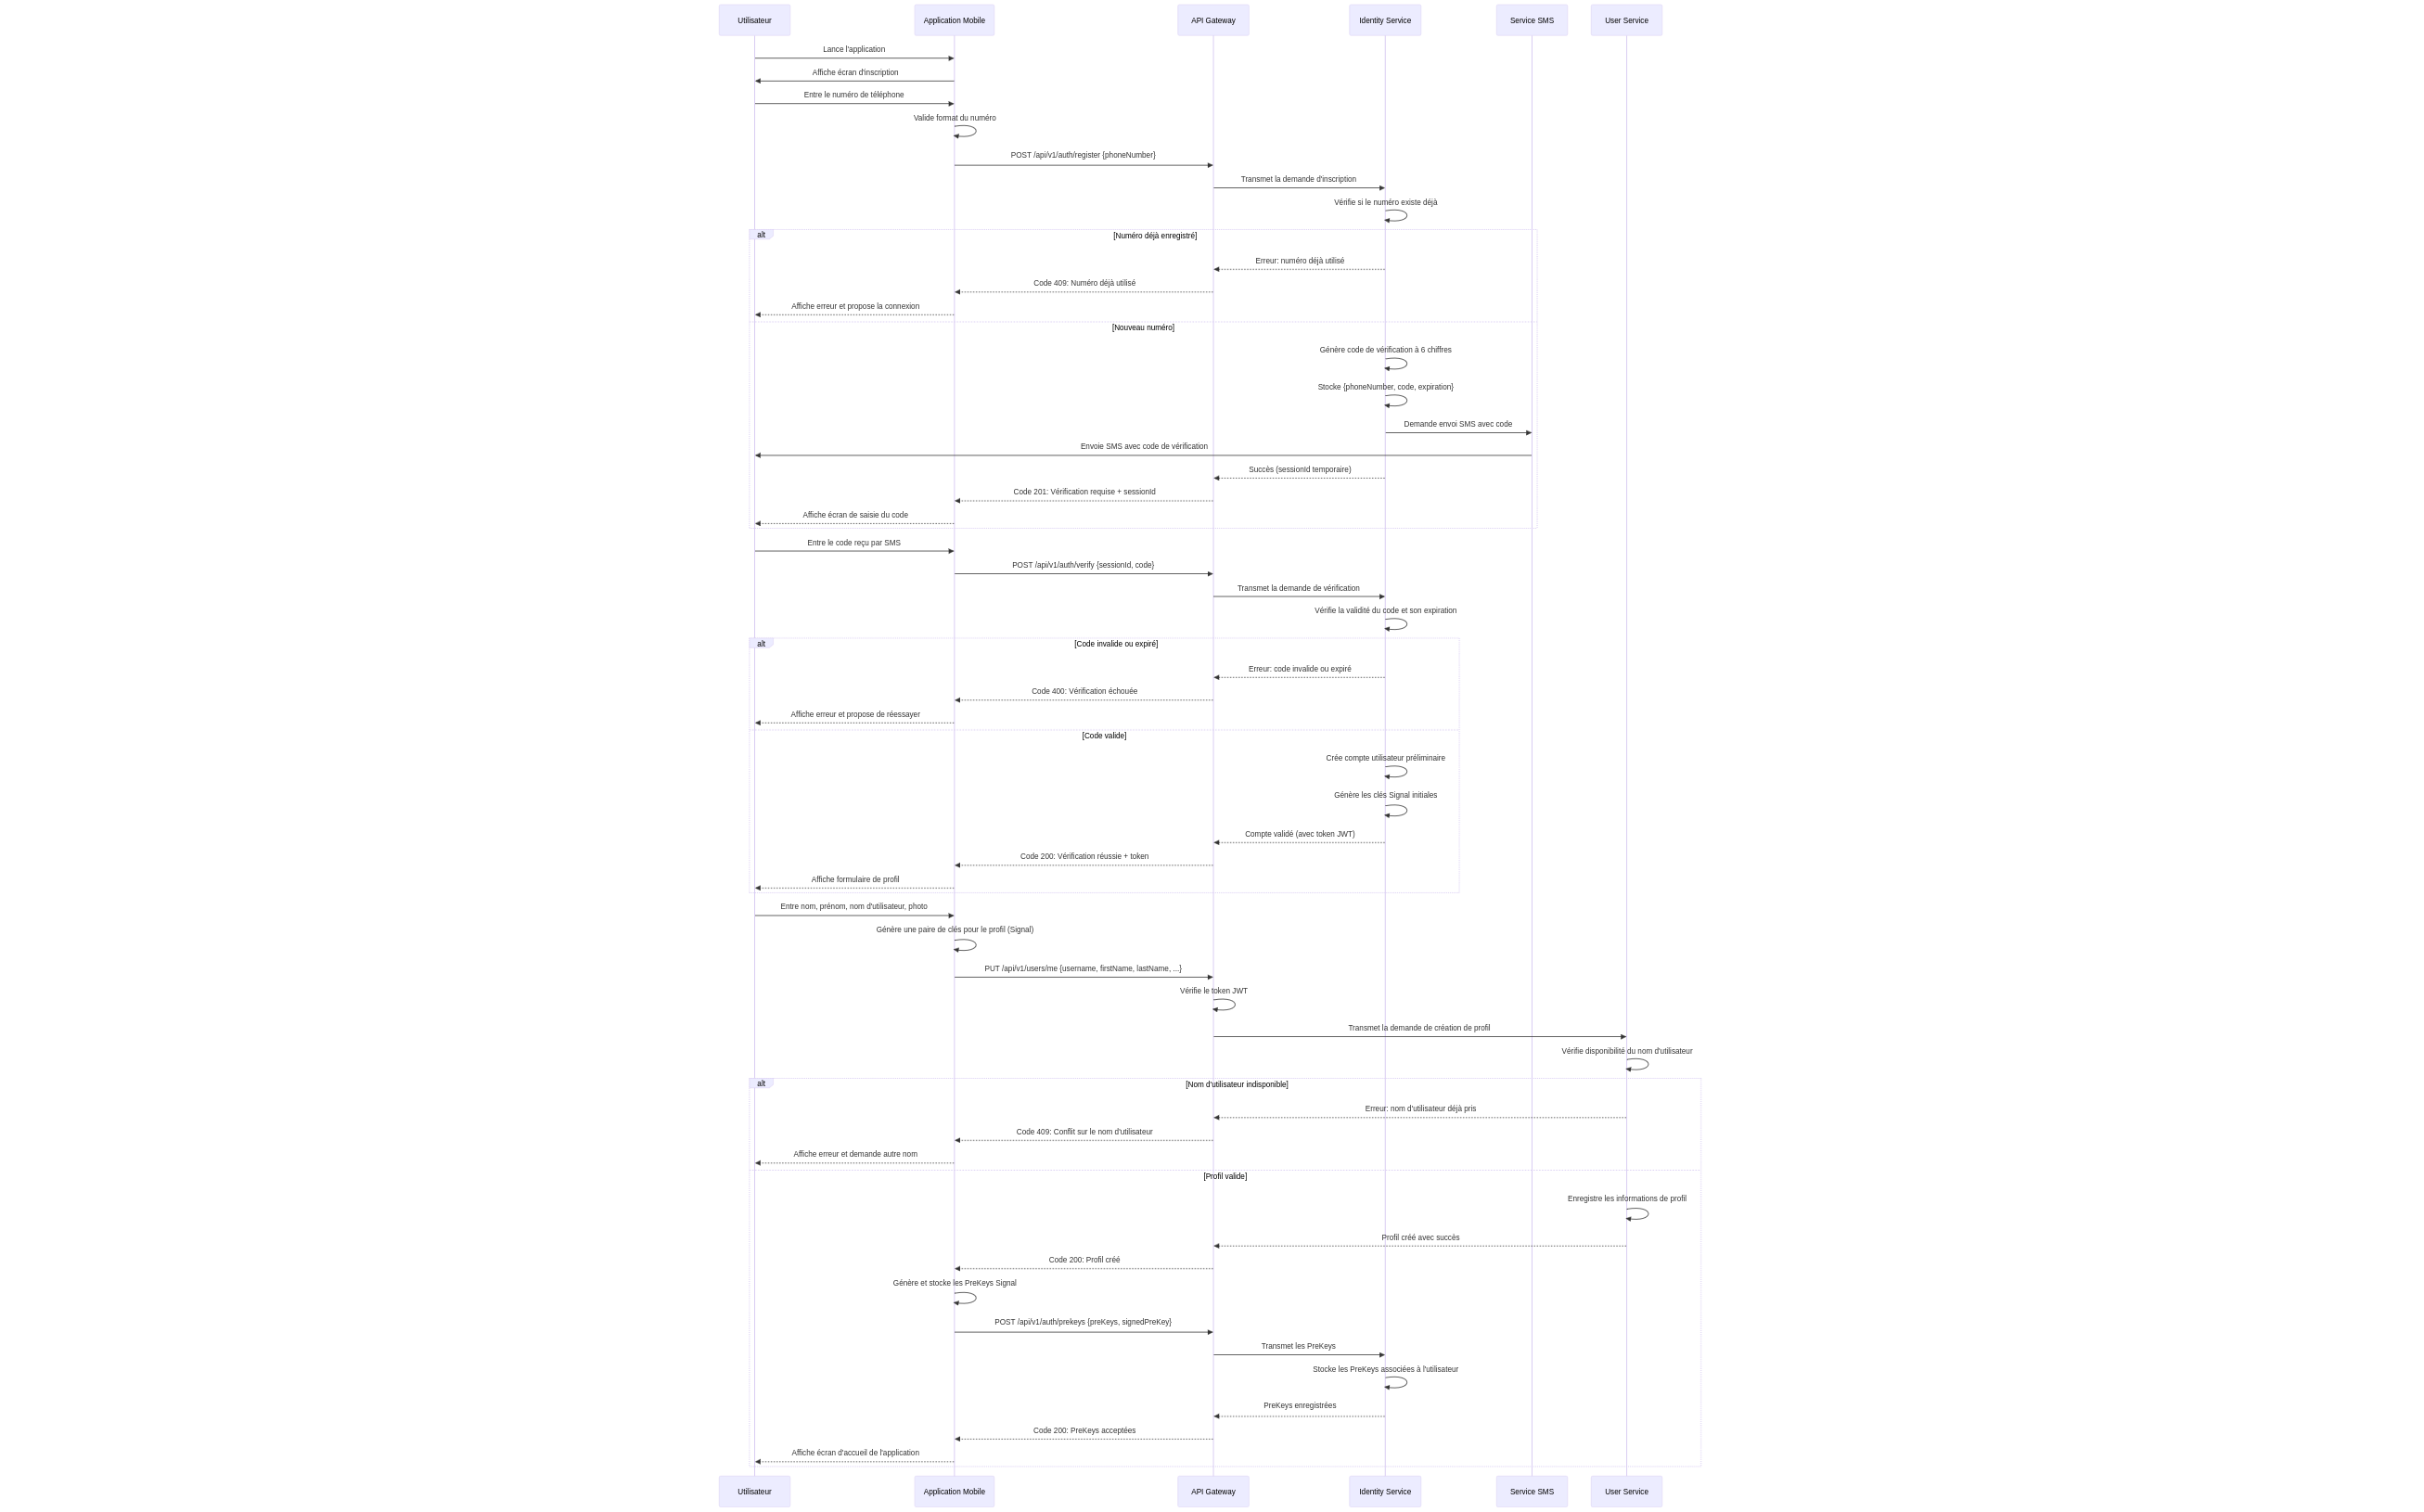 Utilisateur
Application Mobile
API Gateway
Identity Service
Service SMS
User Service
Lance l'application
Affiche écran d'inscription
Entre le numéro de téléphone
Valide format du numéro
POST /api/v1/auth/register {phoneNumber}
Transmet la demande d'inscription
Vérifie si le numéro existe déjà
alt
[Numéro déjà enregistré]
Erreur: numéro déjà utilisé
Code 409: Numéro déjà utilisé
Affiche erreur et propose la connexion
[Nouveau numéro]
Génère code de vérification à 6 chiffres
Stocke {phoneNumber, code, expiration}
Demande envoi SMS avec code
Envoie SMS avec code de vérification
Succès (sessionId temporaire)
Code 201: Vérification requise + sessionId
Affiche écran de saisie du code
Entre le code reçu par SMS
POST /api/v1/auth/verify {sessionId, code}
Transmet la demande de vérification
Vérifie la validité du code et son expiration
alt
[Code invalide ou expiré]
Erreur: code invalide ou expiré
Code 400: Vérification échouée
Affiche erreur et propose de réessayer
[Code valide]
Crée compte utilisateur préliminaire
Génère les clés Signal initiales
Compte validé (avec token JWT)
Code 200: Vérification réussie + token
Affiche formulaire de profil
Entre nom, prénom, nom d'utilisateur, photo
Génère une paire de clés pour le profil (Signal)
PUT /api/v1/users/me {username, firstName, lastName, ...}
Vérifie le token JWT
Transmet la demande de création de profil
Vérifie disponibilité du nom d'utilisateur
alt
[Nom d'utilisateur indisponible]
Erreur: nom d'utilisateur déjà pris
Code 409: Conflit sur le nom d'utilisateur
Affiche erreur et demande autre nom
[Profil valide]
Enregistre les informations de profil
Profil créé avec succès
Code 200: Profil créé
Génère et stocke les PreKeys Signal
POST /api/v1/auth/prekeys {preKeys, signedPreKey}
Transmet les PreKeys
Stocke les PreKeys associées à l'utilisateur
PreKeys enregistrées
Code 200: PreKeys acceptées
Affiche écran d'accueil de l'application
Utilisateur
Application Mobile
API Gateway
Identity Service
Service SMS
User Service